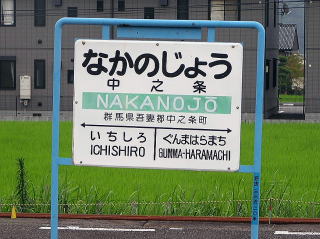 なかのじょう
中之条
NAKANOJŌ
群馬県吾妻郡中之条町
いちしろ ぐんまはらまち
ICHISHIRO GUNMA-HARAMACHI